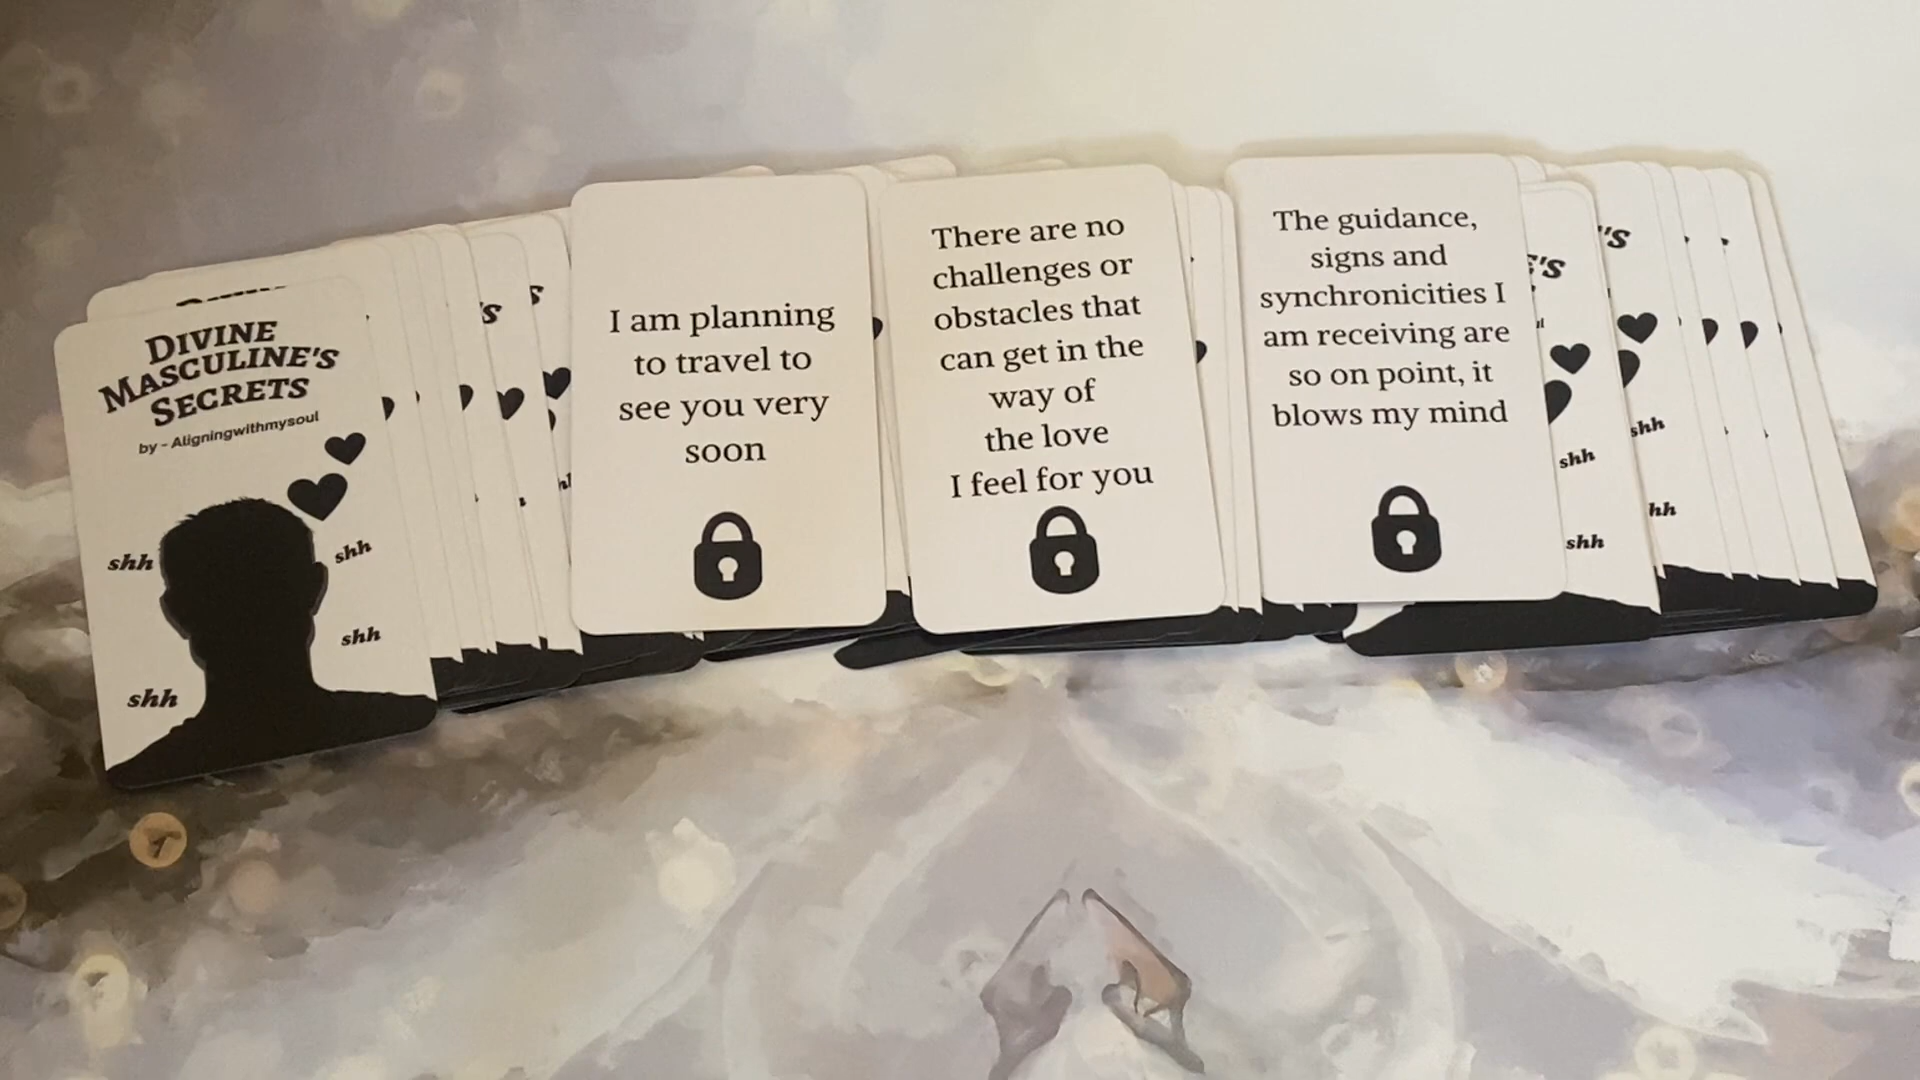 DIVINE
MASCULINE'S
SECRETS
by - Aligningwithmysoul
shh
shh
shh
shh
I am planning
to travel to
see you very
soon
There are no
challenges or
obstacles that
can get in the
way of
the love
I feel for you
The guidance,
signs and
synchronicities I
am receiving are
so on point, it
blows my mind
'S
'S
shh
shh
hh
shh